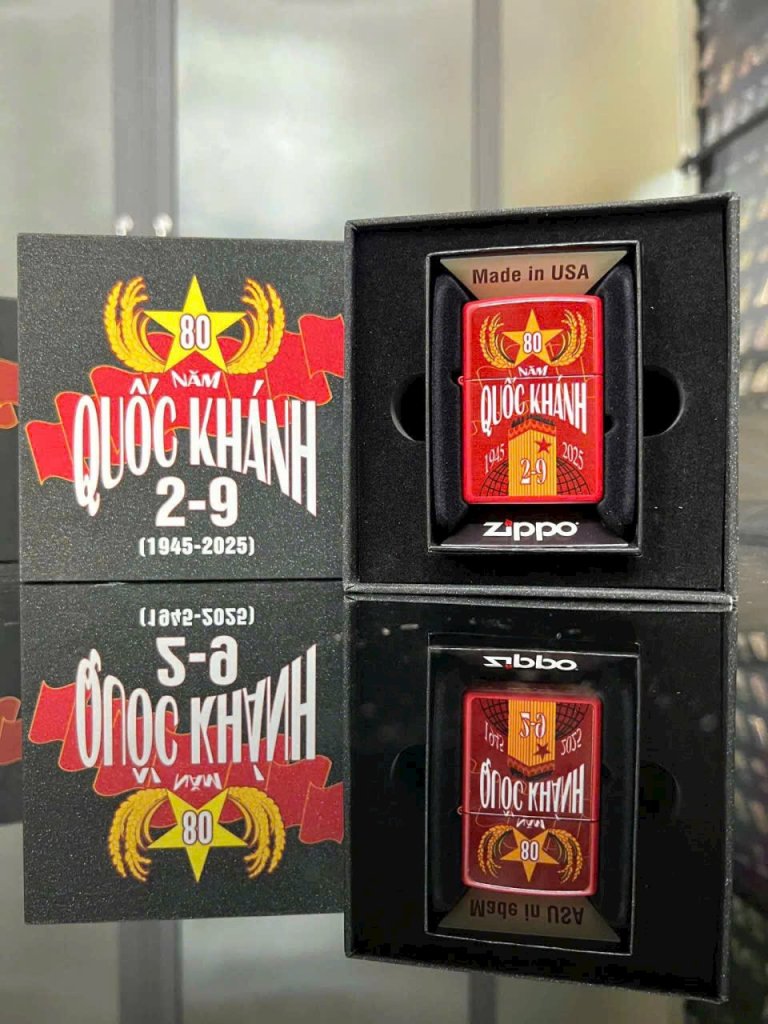 80
NĂM
QUỐC KHÁNH
2-9
(1945-2025)
Made in USA
80
NĂM
QUỐC KHÁNH
1945 2025
2-9
zippo